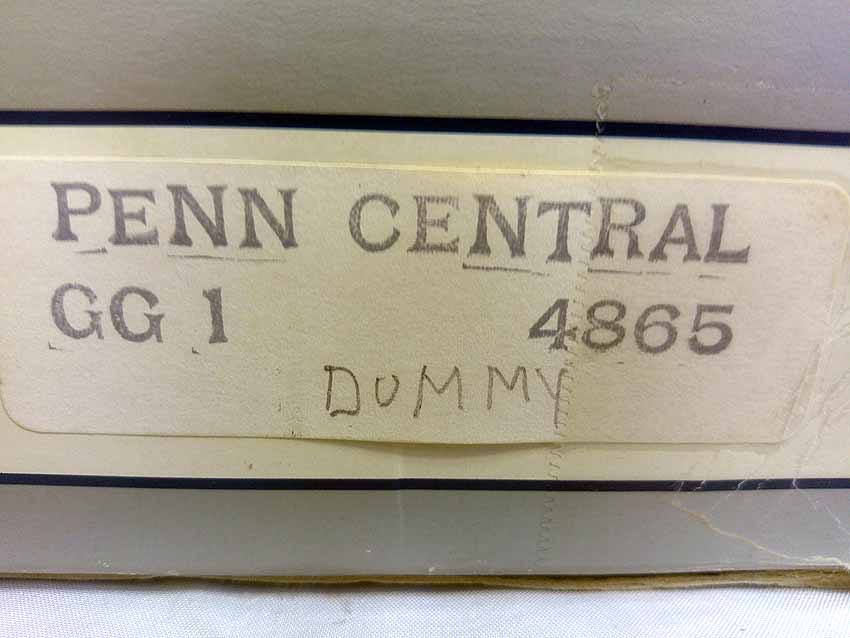 PENN CENTRAL
GG 1 4865
DUMMY